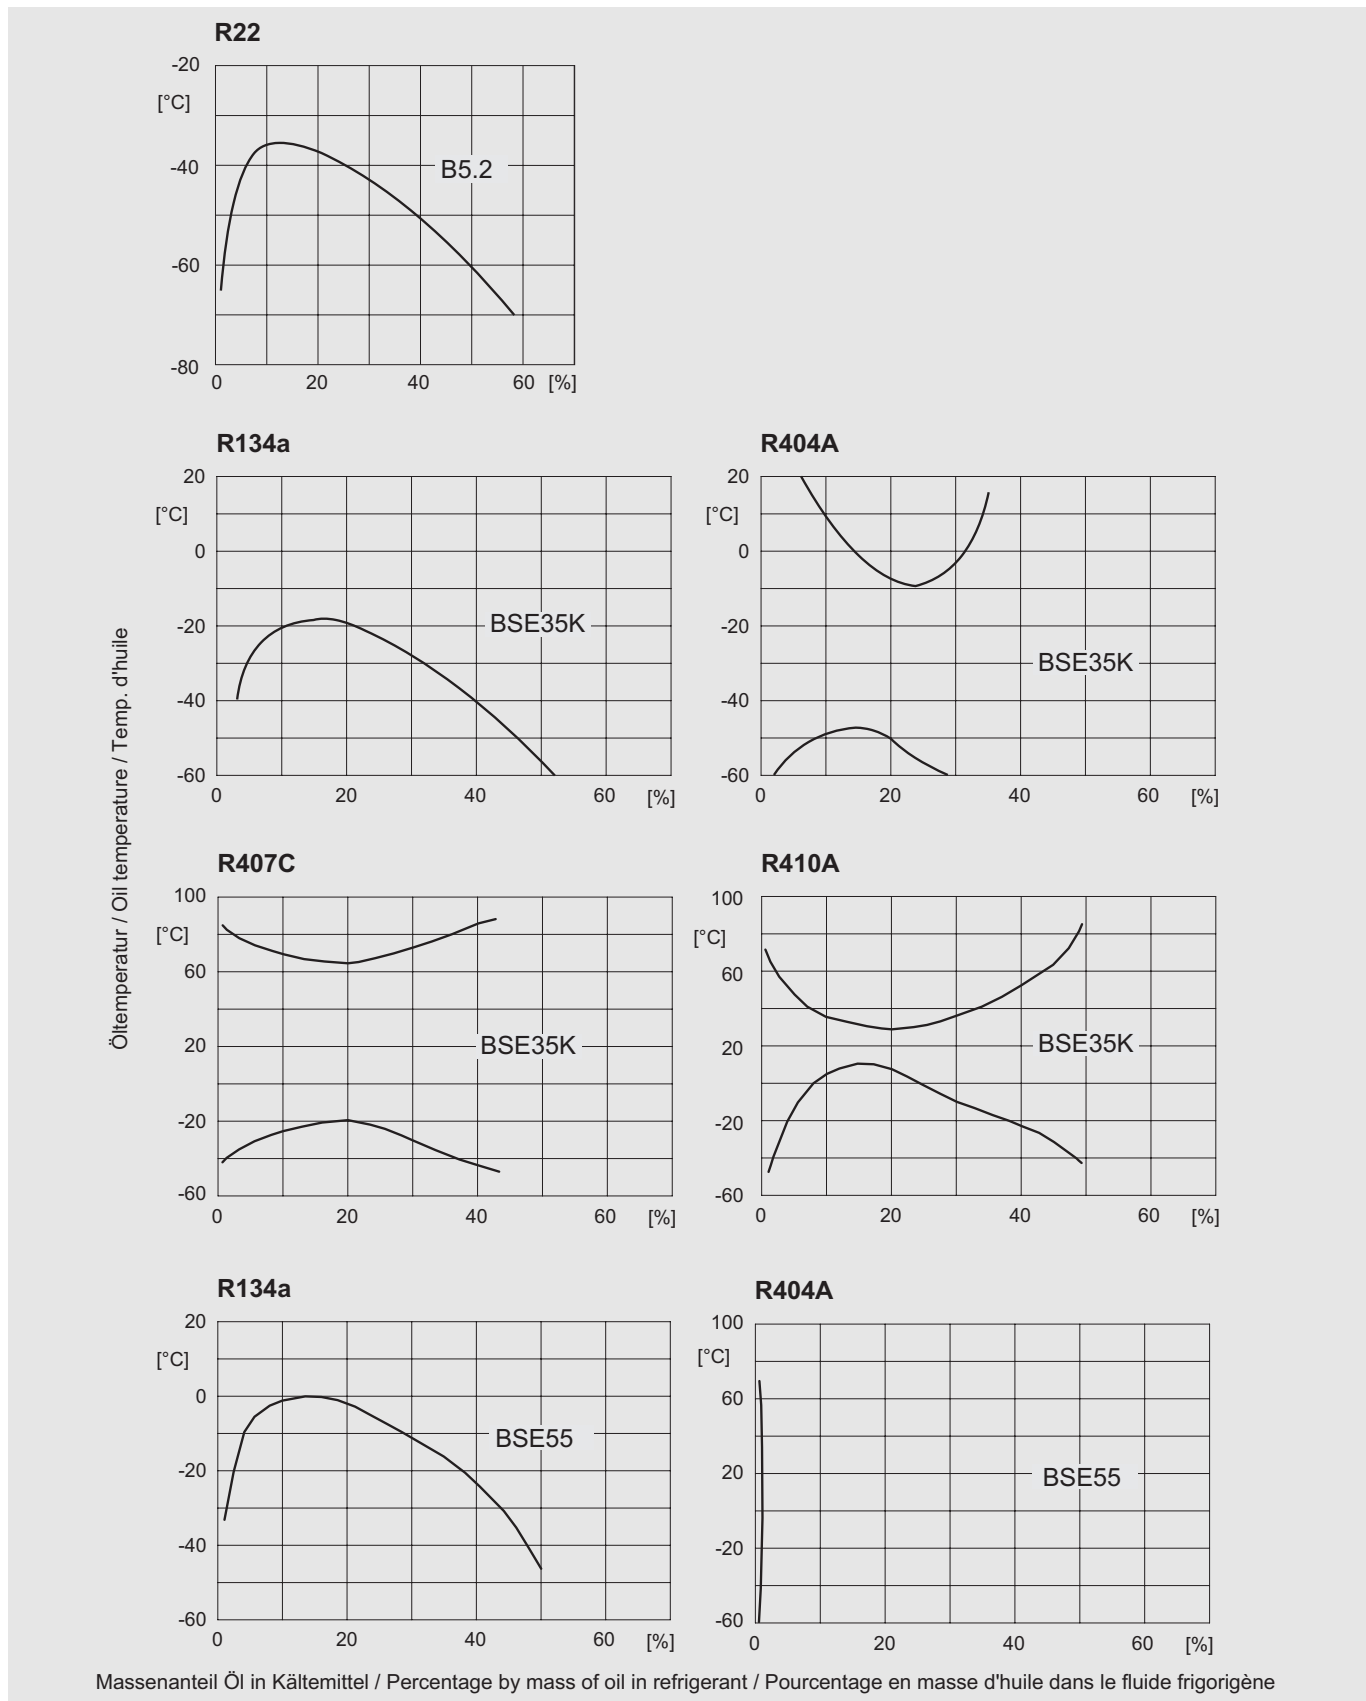 R22
-20
[°C]
-40
B5.2
-60
-80
0 20 40 60 [%]
R134a
20
[°C]
0
-20
BSE35K
-40
-60
0 20 40 60 [%]
R404A
20
[°C]
0
-20
BSE35K
-40
-60
0 20 40 60 [%]
Öltemperatur / Oil temperature / Temp. d'huile
R407C
100
[°C]
60
20
BSE35K
-20
-60
0 20 40 60 [%]
R410A
100
[°C]
60
20
BSE35K
-20
-60
0 20 40 60 [%]
R134a
20
[°C]
0
BSE55
-20
-40
-60
0 20 40 60 [%]
R404A
100
[°C]
60
20
BSE55
-20
-60
0 20 40 60 [%]
Massenanteil Öl in Kältemittel / Percentage by mass of oil in refrigerant / Pourcentage en masse d'huile dans le fluide frigorigène